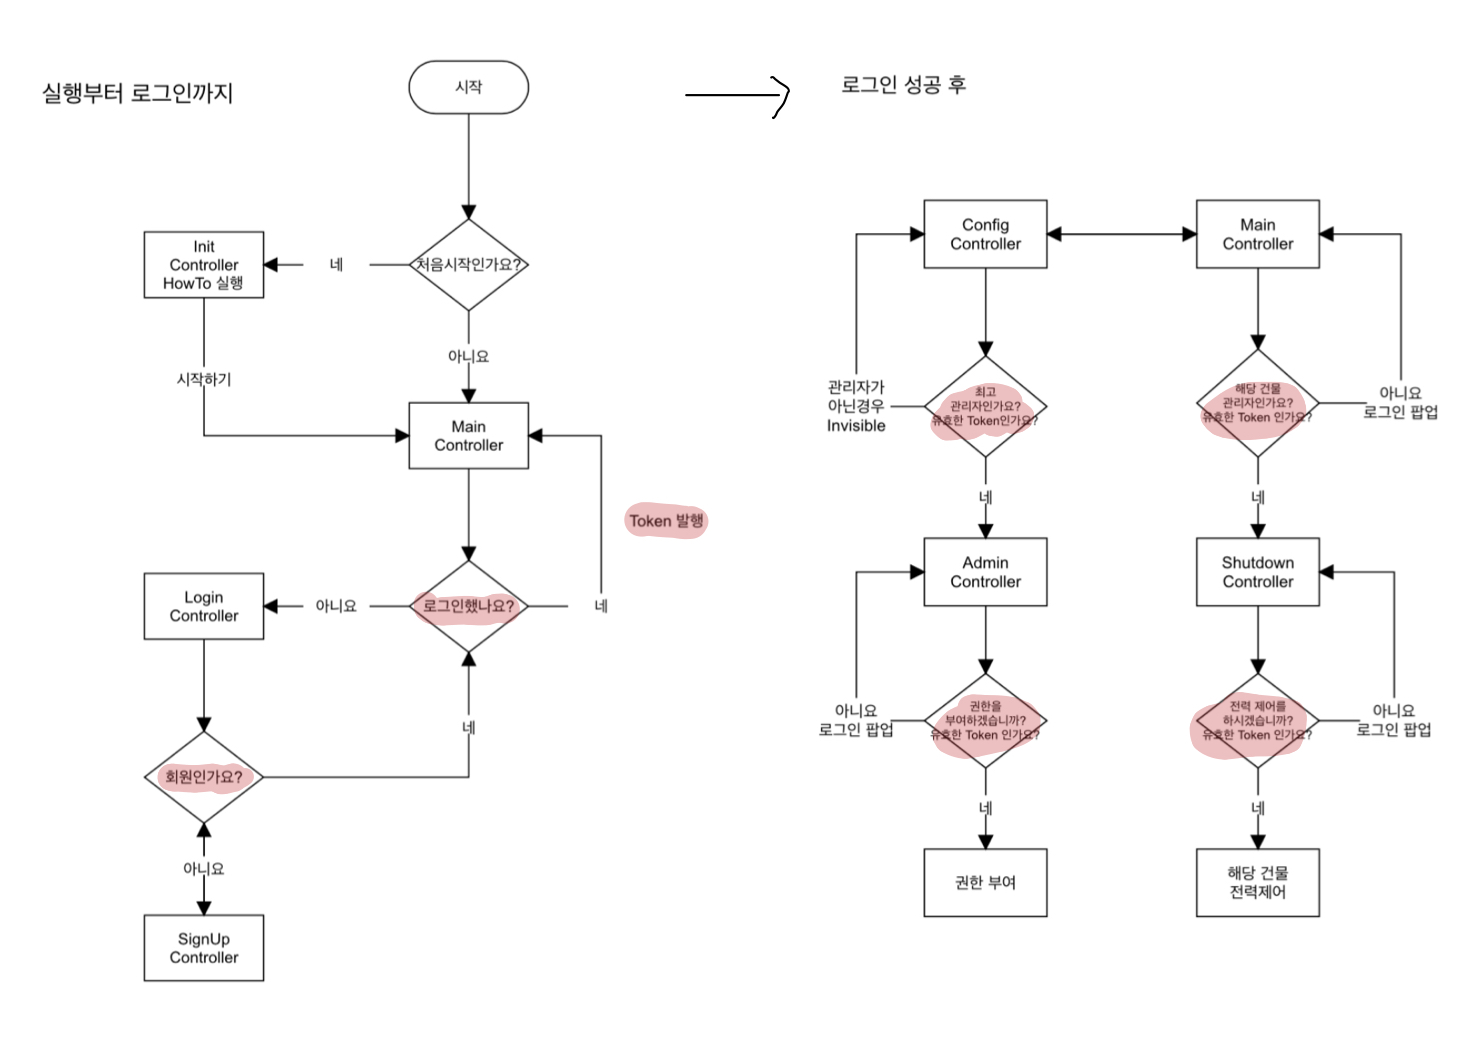 실행부터 로그인까지
시작
처음시작인가요?
네
Init
Controller
HowTo 실행
아니요
시작하기
Main
Controller
Token 발행
로그인했나요?
아니요
네
Login
Controller
네
회원인가요?
아니요
SignUp
Controller
로그인 성공 후
Config
Controller
Main
Controller
최고
관리자인가요?
유효한 Token인가요?
관리자가
아닌경우
Invisible
해당 건물
관리자인가요?
유효한 Token 인가요?
아니요
로그인 팝업
네
네
Admin
Controller
Shutdown
Controller
권한을
부여하겠습니까?
유효한 Token 인가요?
아니요
로그인 팝업
전력 제어를
하시겠습니까?
유효한 Token 인가요?
아니요
로그인 팝업
네
네
권한 부여
해당 건물
전력제어